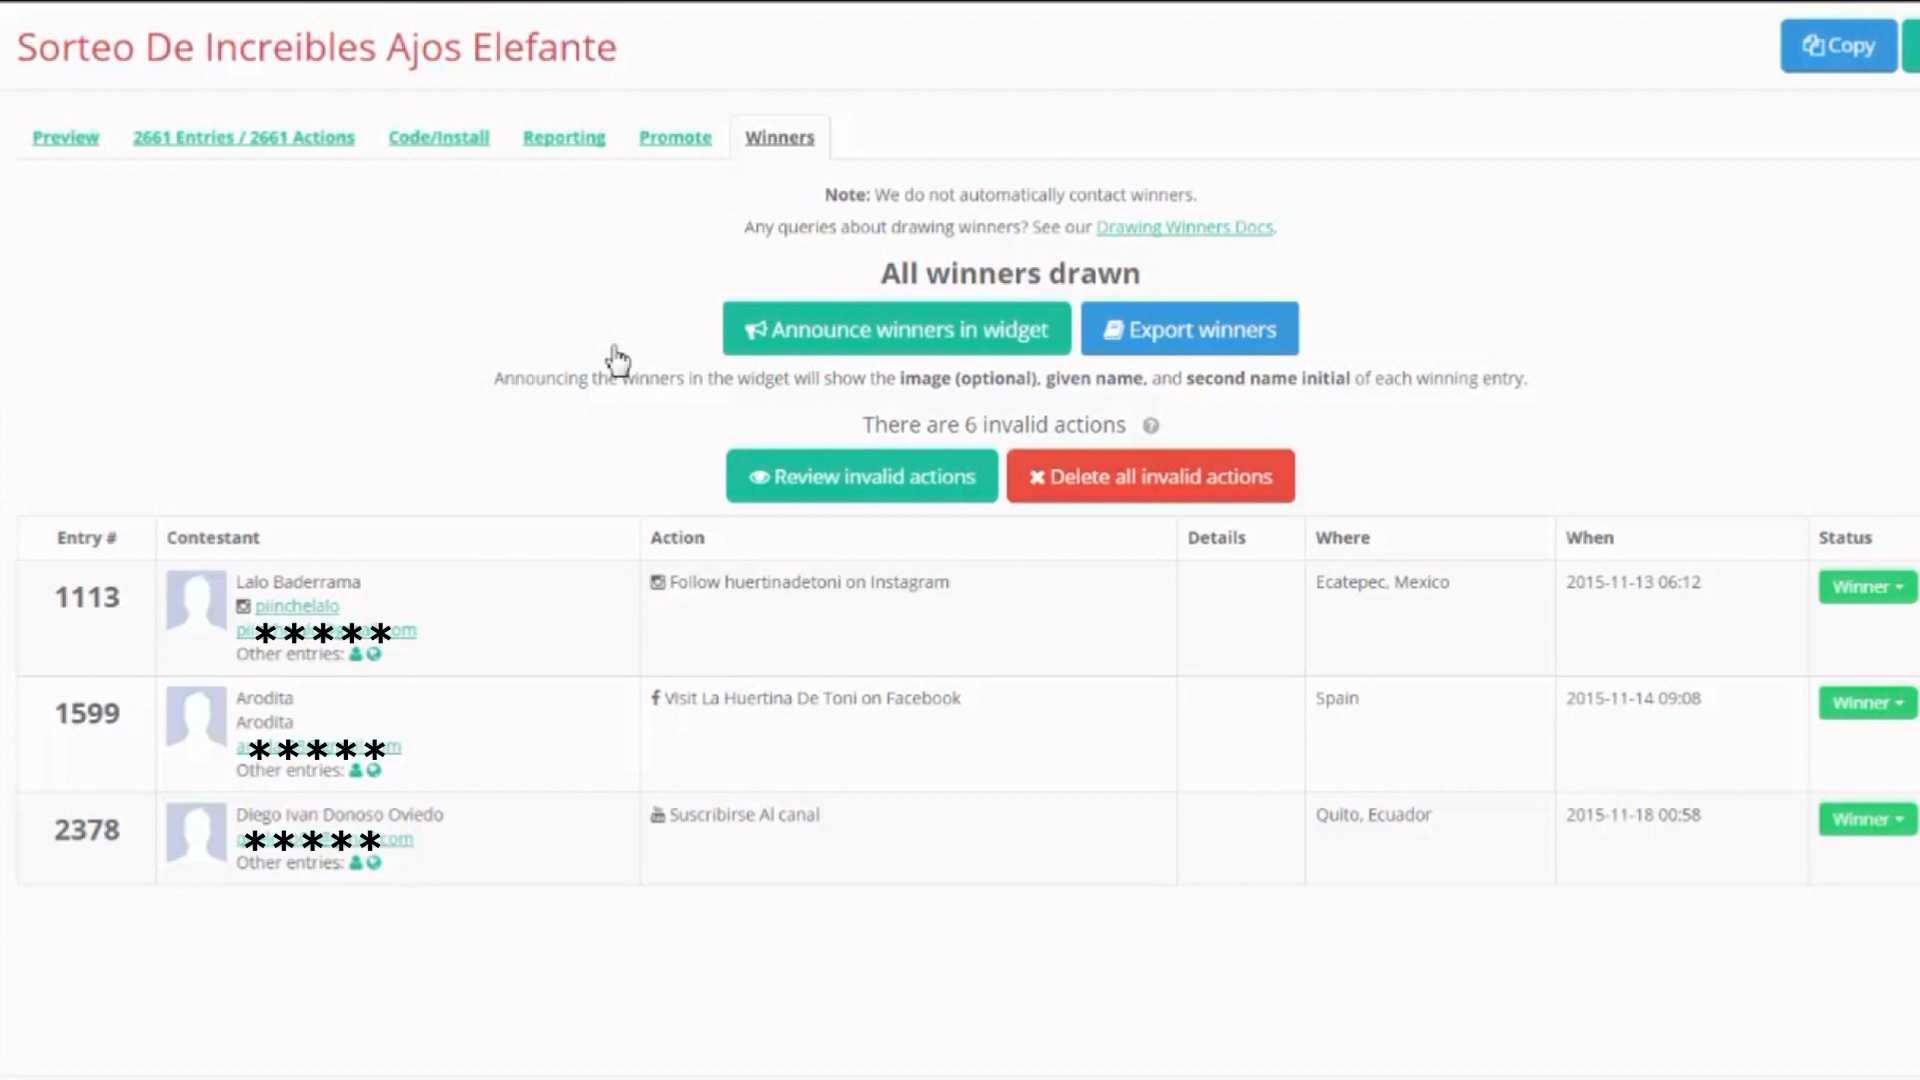 Sorteo De Increibles Ajos Elefante
Copy
Preview 2661 Entries / 2661 Actions Code/Install Reporting Promote Winners
Note: We do not automatically contact winners.
Any queries about drawing winners? See our Drawing Winners Docs.
All winners drawn
Announce winners in widget Export winners
Announcing the winners in the widget will show the image (optional), given name, and second name initial of each winning entry.
There are 6 invalid actions
Review invalid actions Delete all invalid actions
Entry # Contestant Action Details Where When Status
1113 Lalo Baderrama Follow huertinadetoni on Instagram Ecatepec, Mexico 2015-11-13 06:12 Winner
piinchelalo
*****om
Other entries:
1599 Arodita Visit La Huertina De Toni on Facebook Spain 2015-11-14 09:08 Winner
Arodita
*****m
Other entries:
2378 Diego Ivan Donoso Oviedo Suscribirse Al canal Quito, Ecuador 2015-11-18 00:58 Winner
*****com
Other entries: